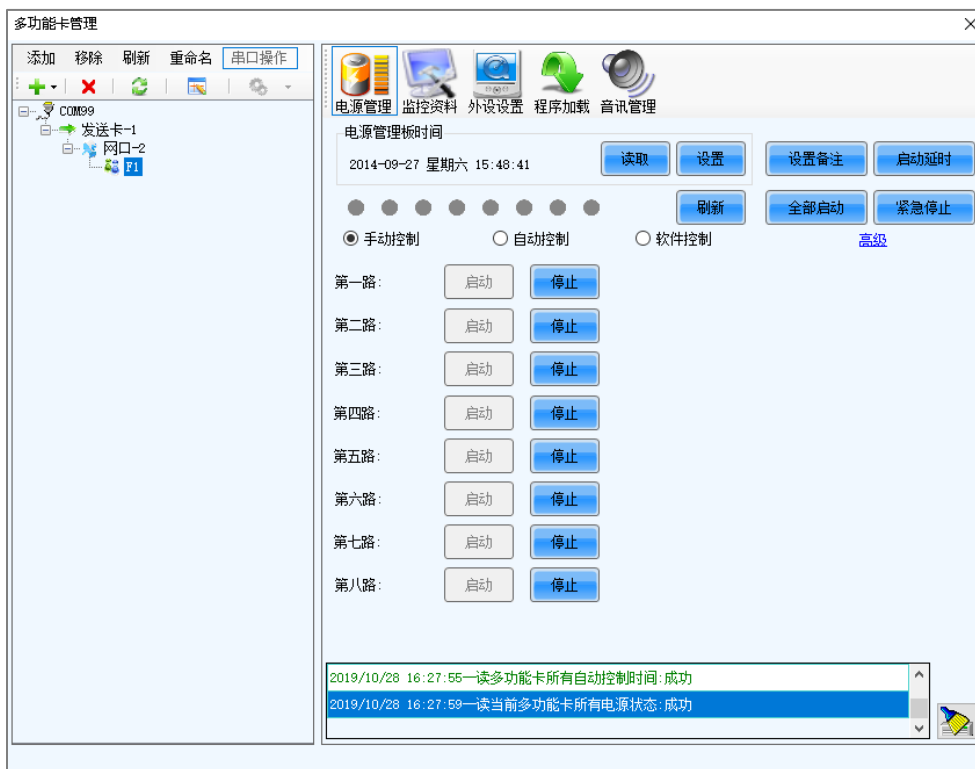 多功能卡管理
添加 移除 刷新 重命名 串口操作
COM99
发送卡-1
网口-2
F1
电源管理 监控资料 外设设置 程序加载 音讯管理
电源管理板时间
2014-09-27 星期六 15:48:41 读取 设置 设置备注 启动延时
刷新 全部启动 紧急停止
手动控制 自动控制 软件控制 高级
第一路: 启动 停止
第二路: 启动 停止
第三路: 启动 停止
第四路: 启动 停止
第五路: 启动 停止
第六路: 启动 停止
第七路: 启动 停止
第八路: 启动 停止
2019/10/28 16:27:55—读多功能卡所有自动控制时间:成功
2019/10/28 16:27:59—读当前多功能卡所有电源状态:成功